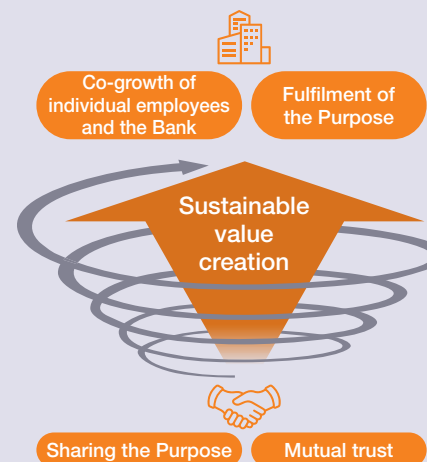 Co-growth of
individual employees
and the Bank
Fulfilment of
the Purpose
Sustainable
value
creation
Sharing the Purpose
Mutual trust